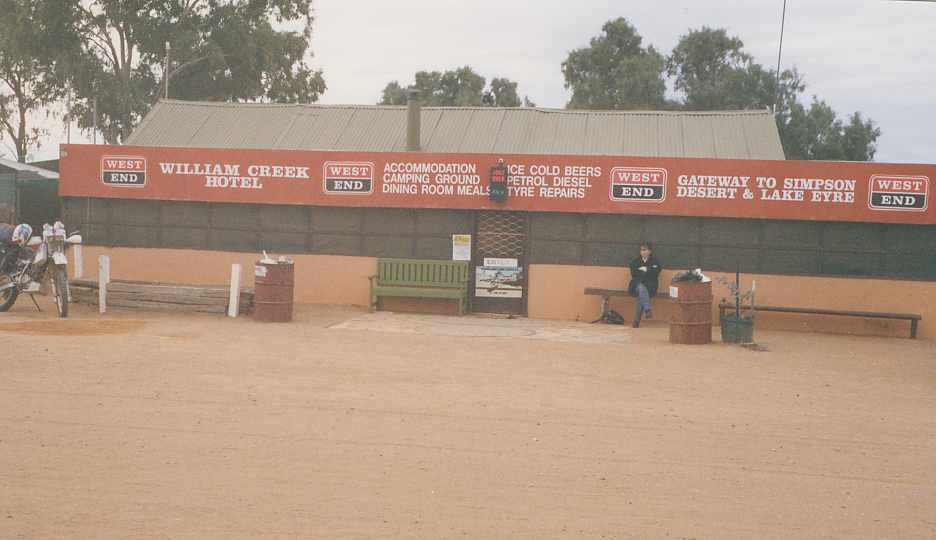 WEST
END
WILLIAM CREEK
HOTEL
WEST
END
ACCOMMODATION
CAMPING GROUND
DINING ROOM MEALS
ICE COLD BEERS
PETROL DIESEL
TYRE REPAIRS
WEST
END
GATEWAY TO SIMPSON
DESERT & LAKE EYRE
WEST
END